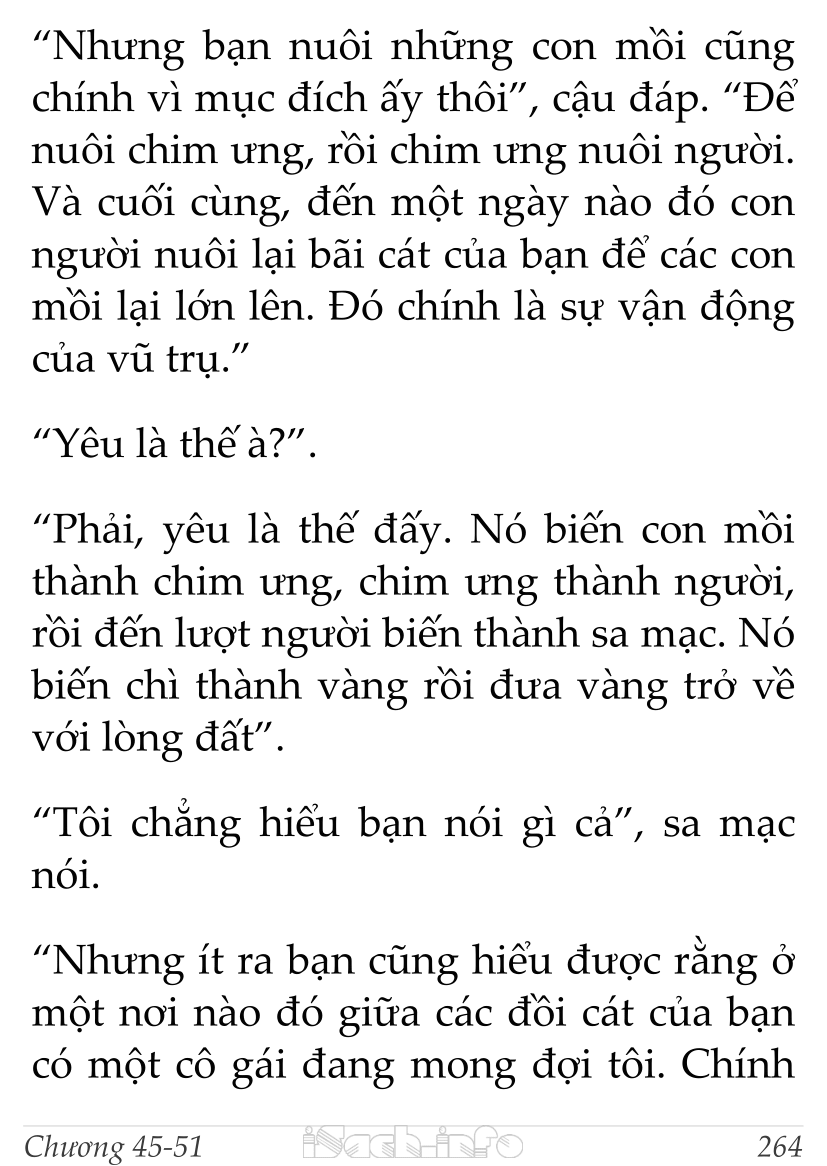 “Nhưng bạn nuôi những con mồi cũng
chính vì mục đích ấy thôi”, cậu đáp. “Để
nuôi chim ưng, rồi chim ưng nuôi người.
Và cuối cùng, đến một ngày nào đó con
người nuôi lại bãi cát của bạn để các con
mồi lại lớn lên. Đó chính là sự vận động
của vũ trụ.”
“Yêu là thế à?”.
“Phải, yêu là thế đấy. Nó biến con mồi
thành chim ưng, chim ưng thành người,
rồi đến lượt người biến thành sa mạc. Nó
biến chì thành vàng rồi đưa vàng trở về
với lòng đất”.
“Tôi chẳng hiểu bạn nói gì cả”, sa mạc
nói.
“Nhưng ít ra bạn cũng hiểu được rằng ở
một nơi nào đó giữa các đồi cát của bạn
có một cô gái đang mong đợi tôi. Chính
Chương 45-51 iSach.info 264